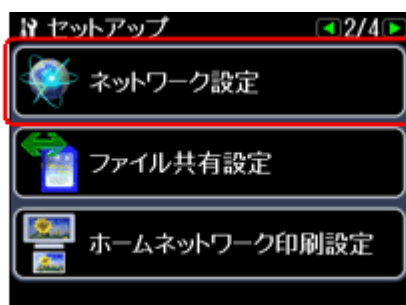 セットアップ 2/4
ネットワーク設定
ファイル共有設定
ホームネットワーク印刷設定